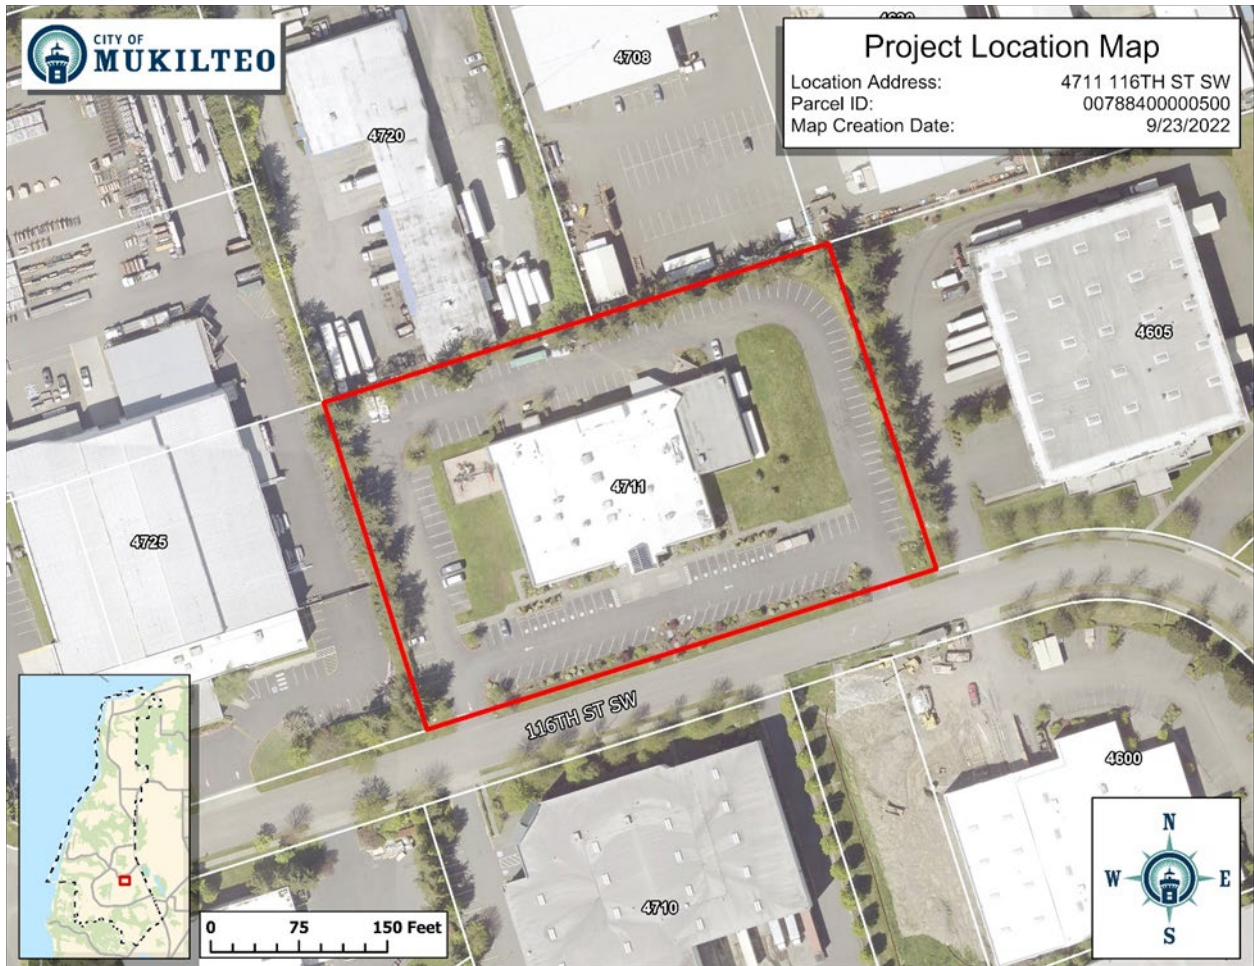 CITY OF
MUKILTEO
Project Location Map
Location Address: 4711 116TH ST SW
Parcel ID: 00788400000500
Map Creation Date: 9/23/2022
4708
4720
4605
4711
4725
116TH ST SW
4600
4710
N
W E
S
0 75 150 Feet